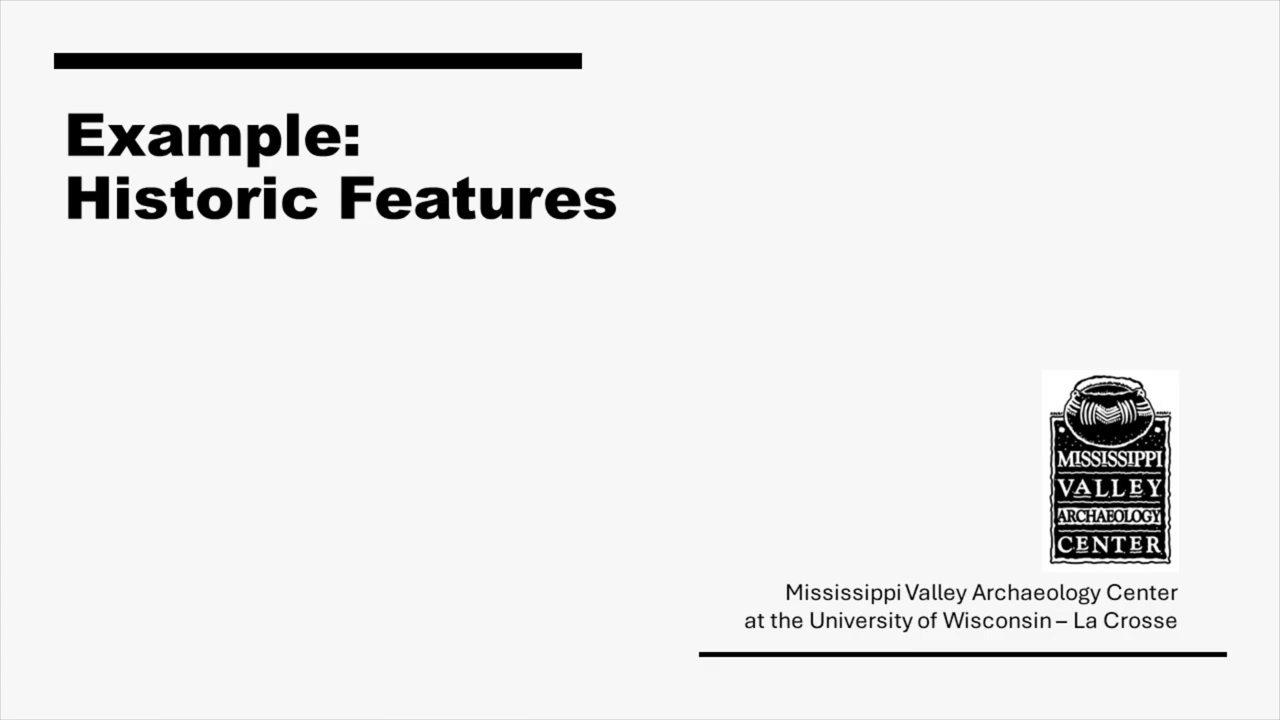 Example:
Historic Features
MISSISSIPPI
VALLEY
ARCHAEOLOGY
CENTER
Mississippi Valley Archaeology Center
at the University of Wisconsin – La Crosse